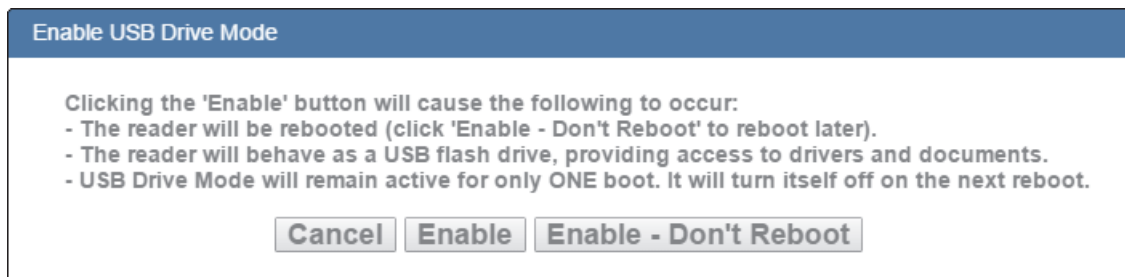 Enable USB Drive Mode
Clicking the 'Enable' button will cause the following to occur:
- The reader will be rebooted (click 'Enable - Don't Reboot' to reboot later).
- The reader will behave as a USB flash drive, providing access to drivers and documents.
- USB Drive Mode will remain active for only ONE boot. It will turn itself off on the next reboot.
Cancel Enable Enable - Don't Reboot